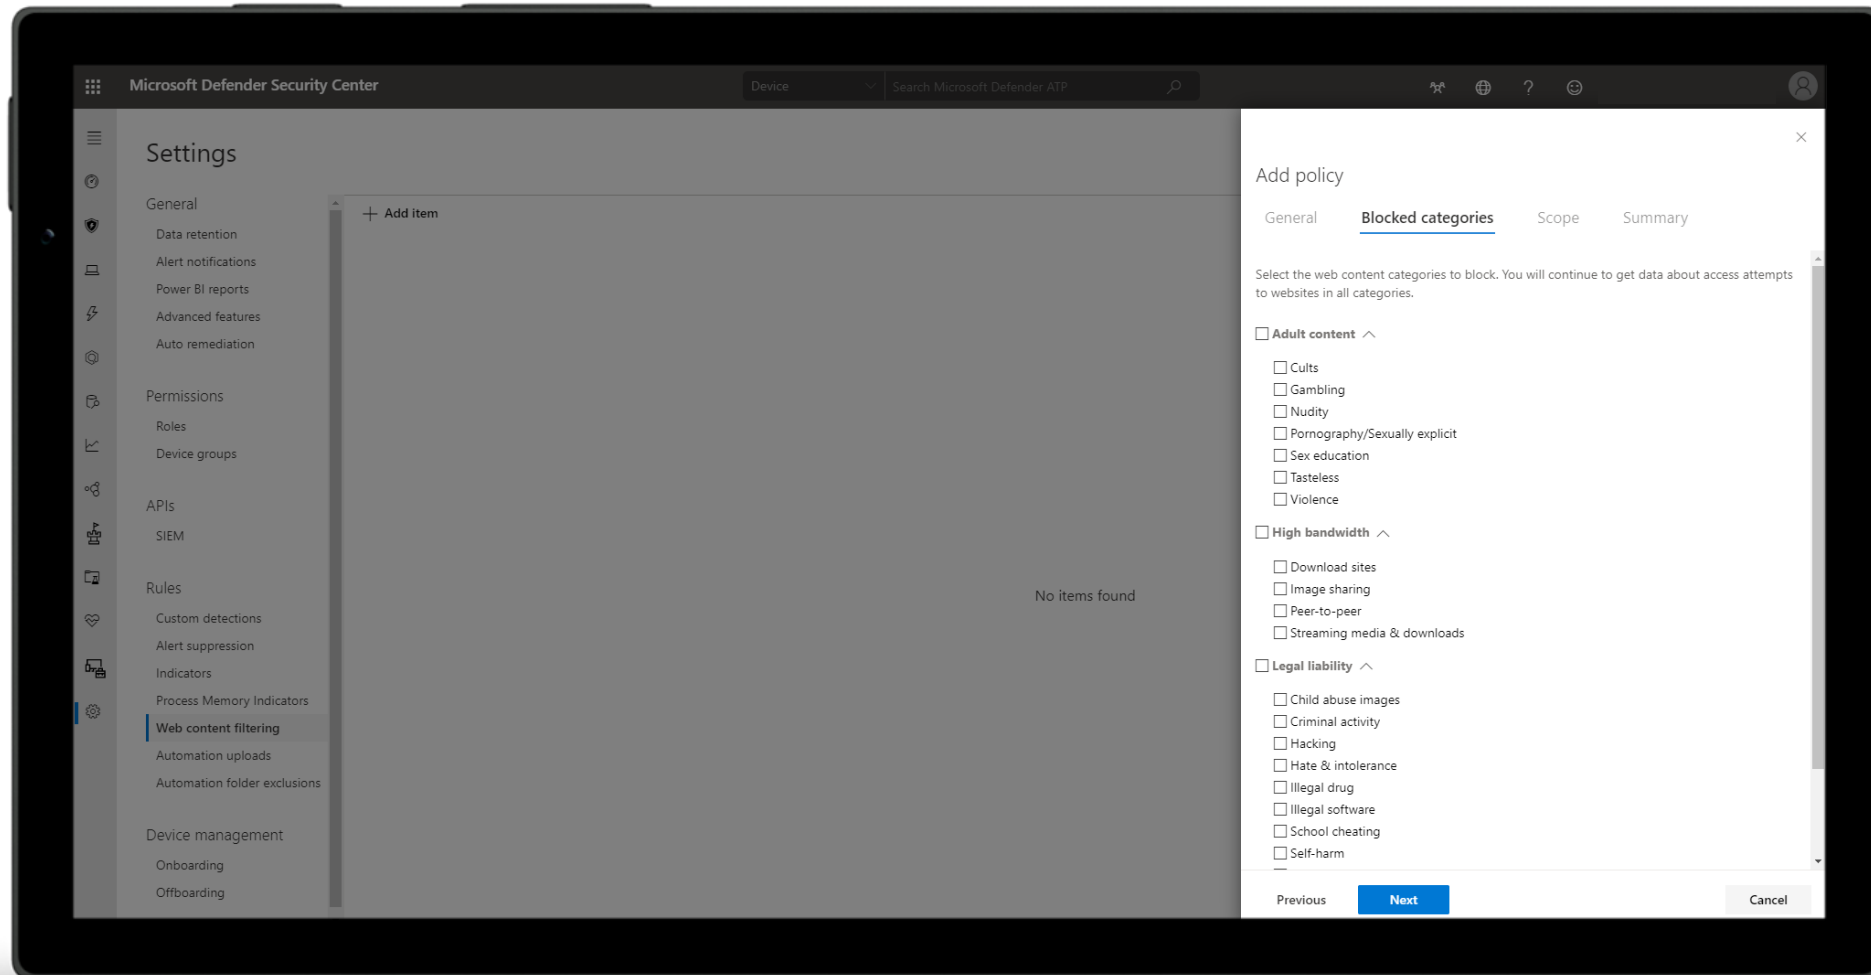 Microsoft Defender Security Center
Device
Search Microsoft Defender ATP
Settings
General
Data retention
Alert notifications
Power BI reports
Advanced features
Auto remediation
Permissions
Roles
Device groups
APIs
SIEM
Rules
Custom detections
Alert suppression
Indicators
Process Memory Indicators
Web content filtering
Automation uploads
Automation folder exclusions
Device management
Onboarding
Offboarding
Add item
No items found
Add policy
General Blocked categories Scope Summary
Select the web content categories to block. You will continue to get data about access attempts
to websites in all categories.
Adult content
Cults
Gambling
Nudity
Pornography/Sexually explicit
Sex education
Tasteless
Violence
High bandwidth
Download sites
Image sharing
Peer-to-peer
Streaming media & downloads
Legal liability
Child abuse images
Criminal activity
Hacking
Hate & intolerance
Illegal drug
Illegal software
School cheating
Self-harm
Previous Next Cancel